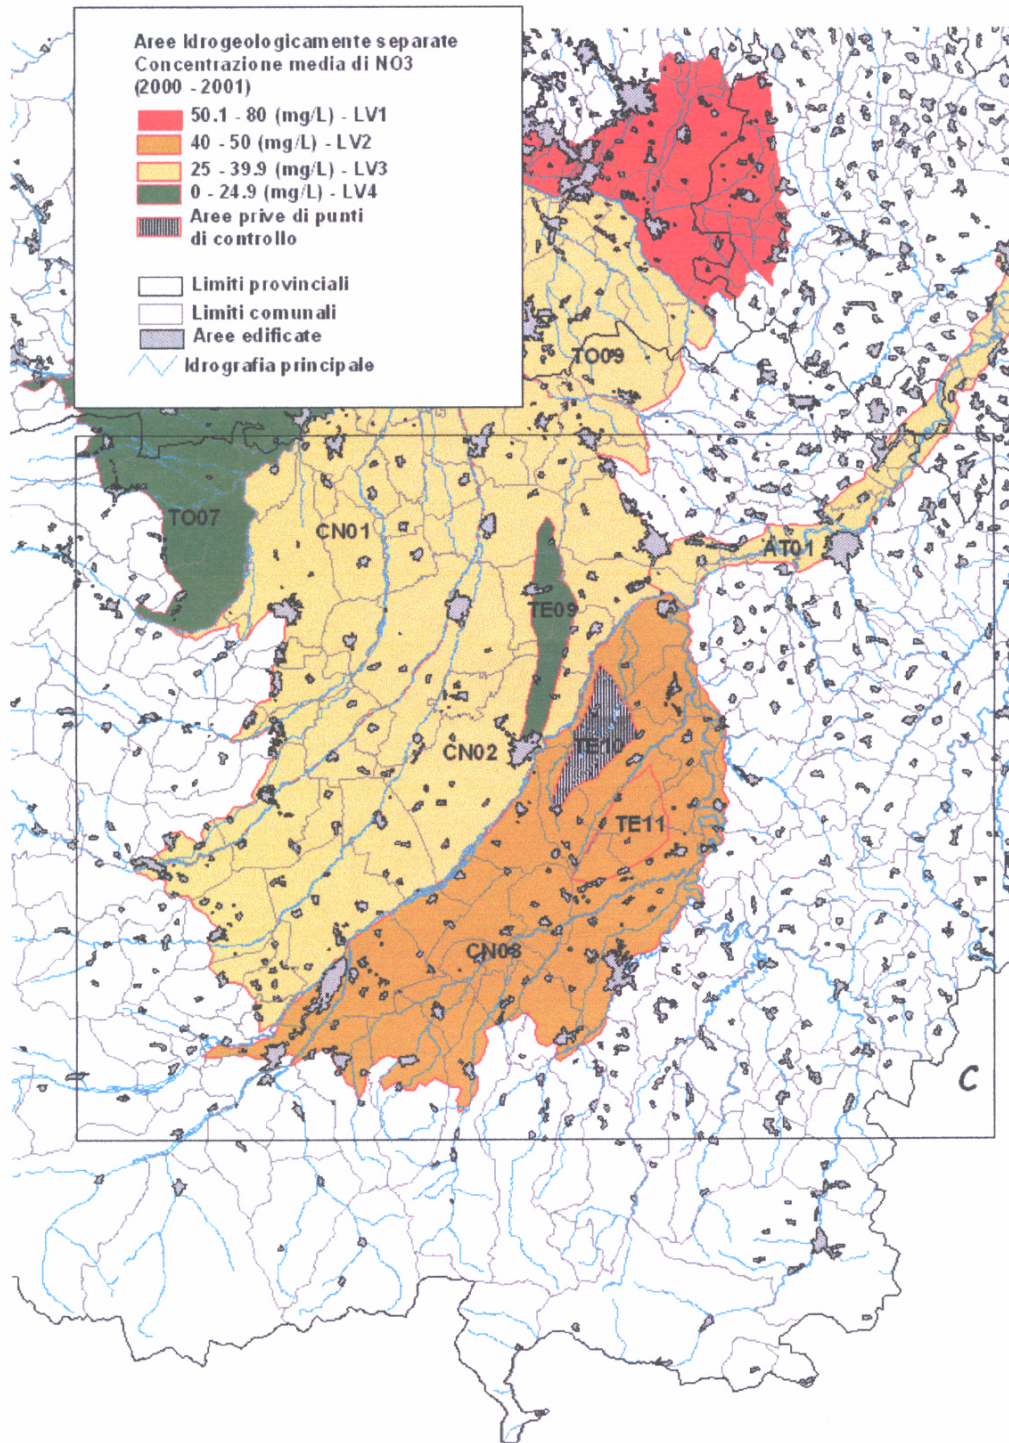 Aree Idrogeologicamente separate
Concentrazione media di NO3
(2000 - 2001)
50.1 - 80 (mg/L) - LV1
40 - 50 (mg/L) - LV2
25 - 39.9 (mg/L) - LV3
0 - 24.9 (mg/L) - LV4
Aree prive di punti
di controllo
Limiti provinciali
Limiti comunali
Aree edificate
Idrografia principale
TO09
TO07
CN01
AT01
TE09
CN02
TE10
TE11
CN08
C